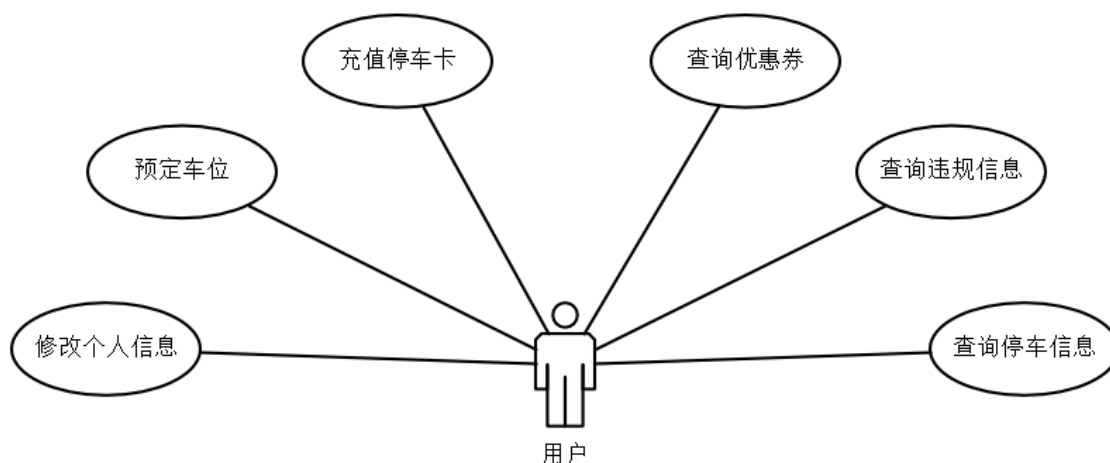 充值停车卡
查询优惠券
预定车位
查询违规信息
修改个人信息
查询停车信息
用户